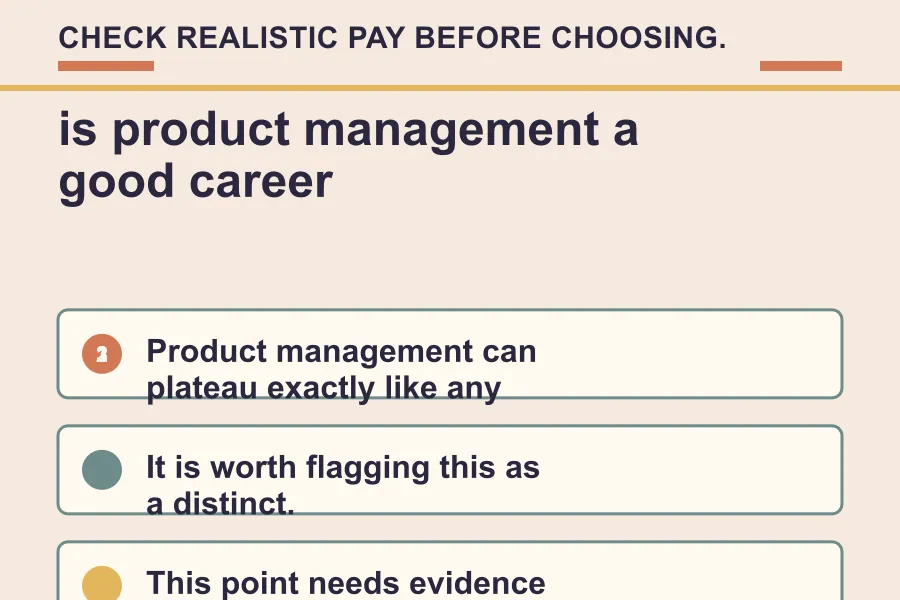 CHECK REALISTIC PAY BEFORE CHOOSING.
is product management a
good career
Product management can
plateau exactly like any
It is worth flagging this as
a distinct.
This point needs evidence